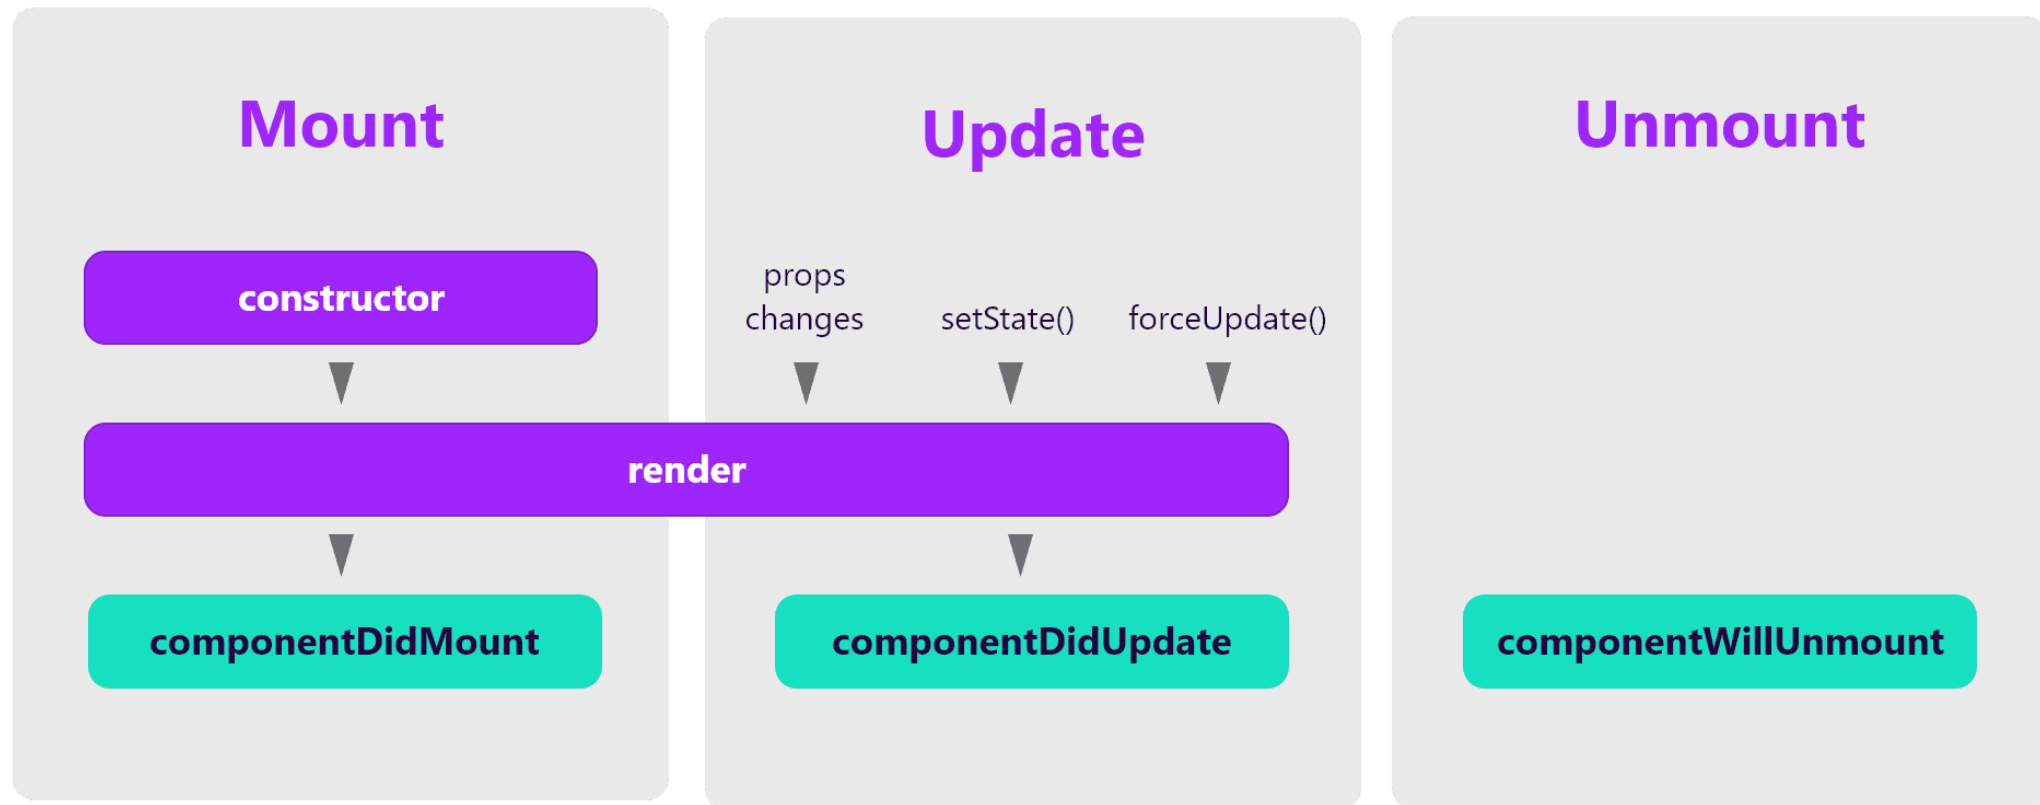 Mount
Update
Unmount
constructor
props
changes
setState()
forceUpdate()
render
componentDidMount
componentDidUpdate
componentWillUnmount